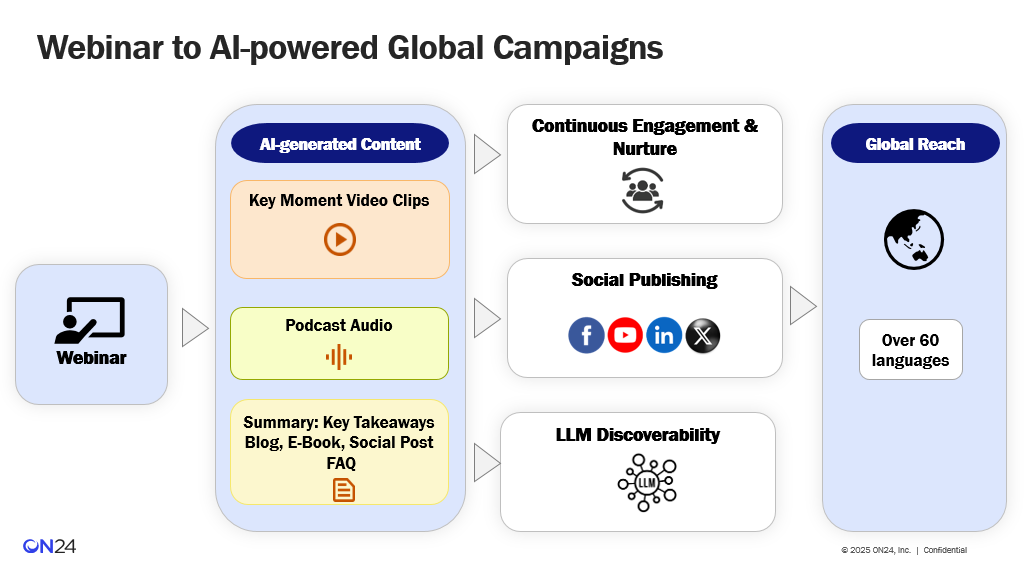 Webinar to AI-powered Global Campaigns
Webinar
AI-generated Content
Key Moment Video Clips
Podcast Audio
Summary: Key Takeaways
Blog, E-Book, Social Post
FAQ
Continuous Engagement &
Nurture
Social Publishing
f
in
X
LLM Discoverability
LLM
Global Reach
Over 60
languages
ON24
© 2025 ON24, Inc. | Confidential